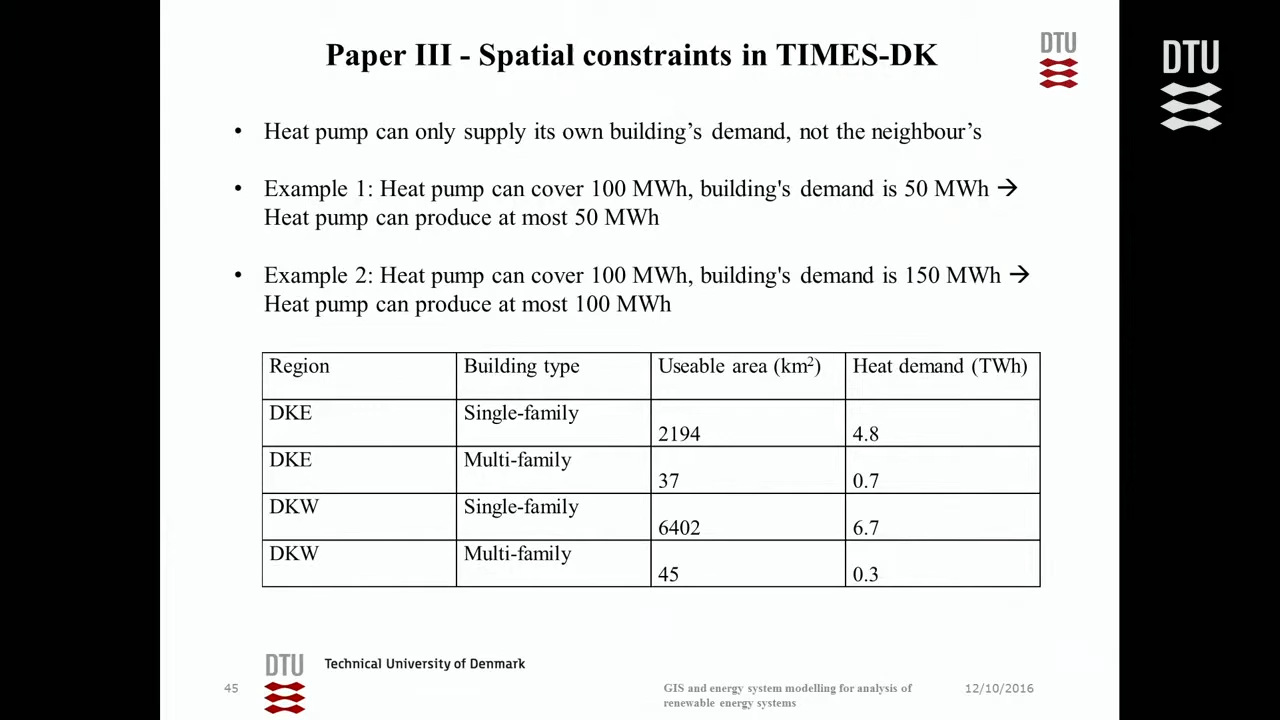 Paper III - Spatial constraints in TIMES-DK
DTU
DTU
• Heat pump can only supply its own building’s demand, not the neighbour’s
• Example 1: Heat pump can cover 100 MWh, building's demand is 50 MWh →
Heat pump can produce at most 50 MWh
• Example 2: Heat pump can cover 100 MWh, building's demand is 150 MWh →
Heat pump can produce at most 100 MWh
Region Building type Useable area (km²) Heat demand (TWh)
DKE Single-family 2194 4.8
DKE Multi-family 37 0.7
DKW Single-family 6402 6.7
DKW Multi-family 45 0.3
DTU Technical University of Denmark
45 GIS and energy system modelling for analysis of 12/10/2016
renewable energy systems